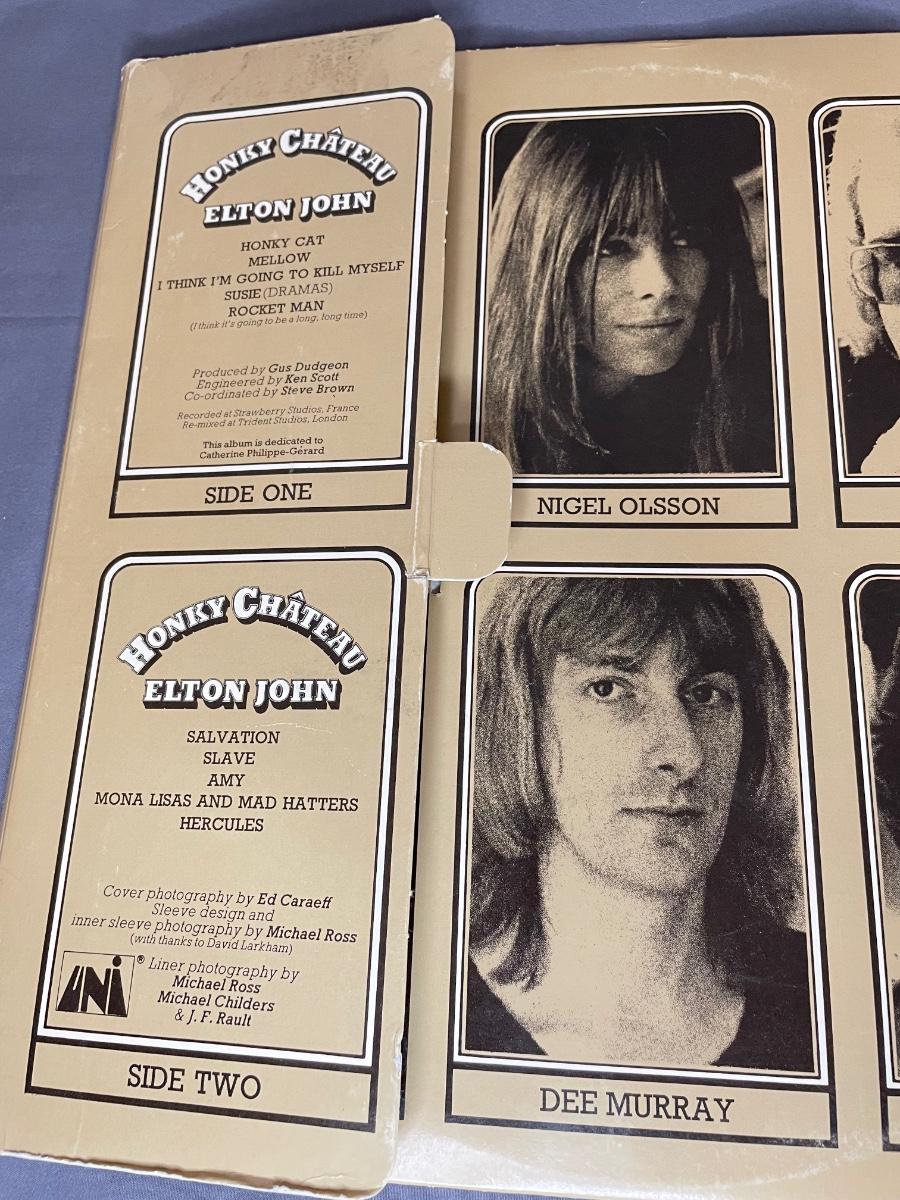 HONKY CHÂTEAU
ELTON JOHN
HONKY CAT
MELLOW
I THINK I'M GOING TO KILL MYSELF
SUSIE (DRAMAS)
ROCKET MAN
(I think it's going to be a long, long time)
Produced by Gus Dudgeon
Engineered by Ken Scott
Co-ordinated by Steve Brown
Recorded at Strawberry Studios, France
Re-mixed at Trident Studios, London
This album is dedicated to
Catherine Philippe-Gérard
SIDE ONE
HONKY CHÂTEAU
ELTON JOHN
SALVATION
SLAVE
AMY
MONA LISAS AND MAD HATTERS
HERCULES
Cover photography by Ed Caraeff
Sleeve design and
inner sleeve photography by Michael Ross
(with thanks to David Larkham)
UNI ®
Liner photography by
Michael Ross
Michael Childers
& J. F. Rault
SIDE TWO
NIGEL OLSSON
DEE MURRAY